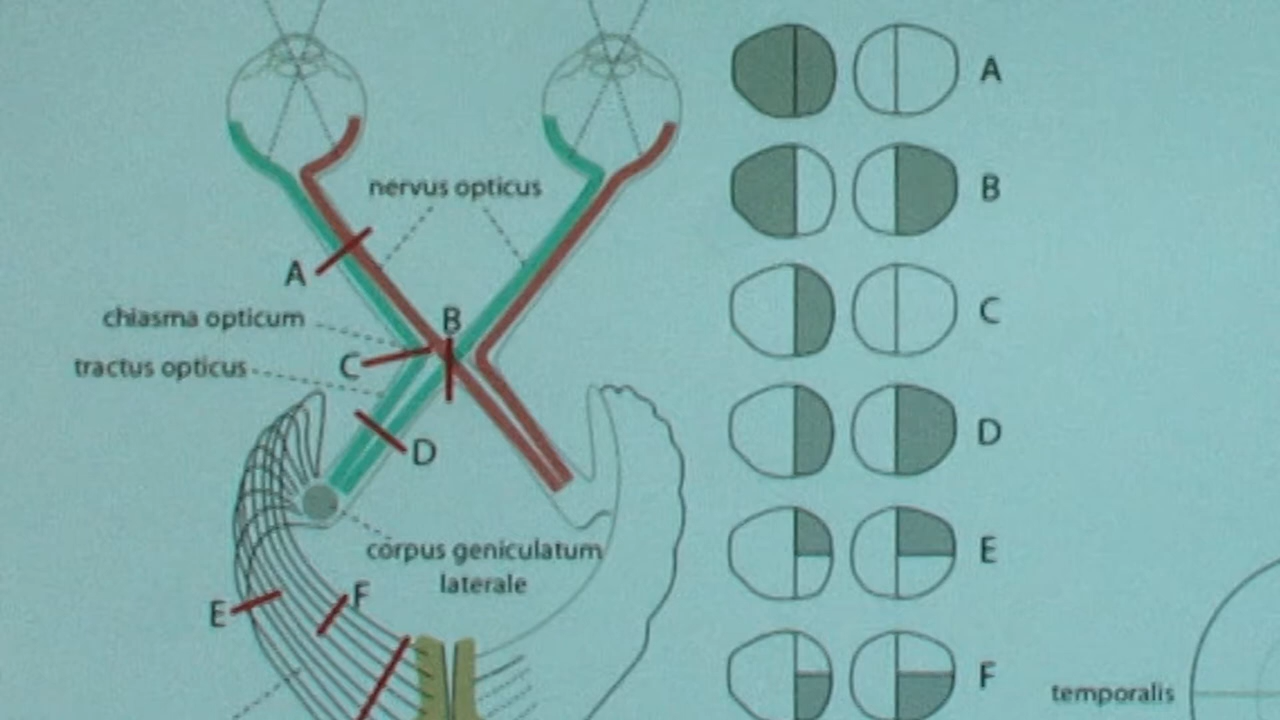 A
B
nervus opticus
A
chiasma opticum
B
C
C
tractus opticus
D
D
corpus geniculatum
laterale
E
E
F
F
temporalis